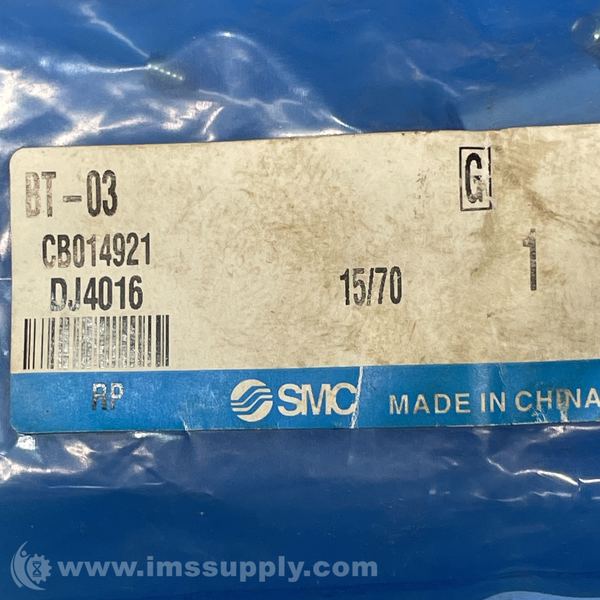 BT-03
G
CB014921
DJ4016
15/70
1
RP
SMC
MADE IN CHINA
www.imssupply.com